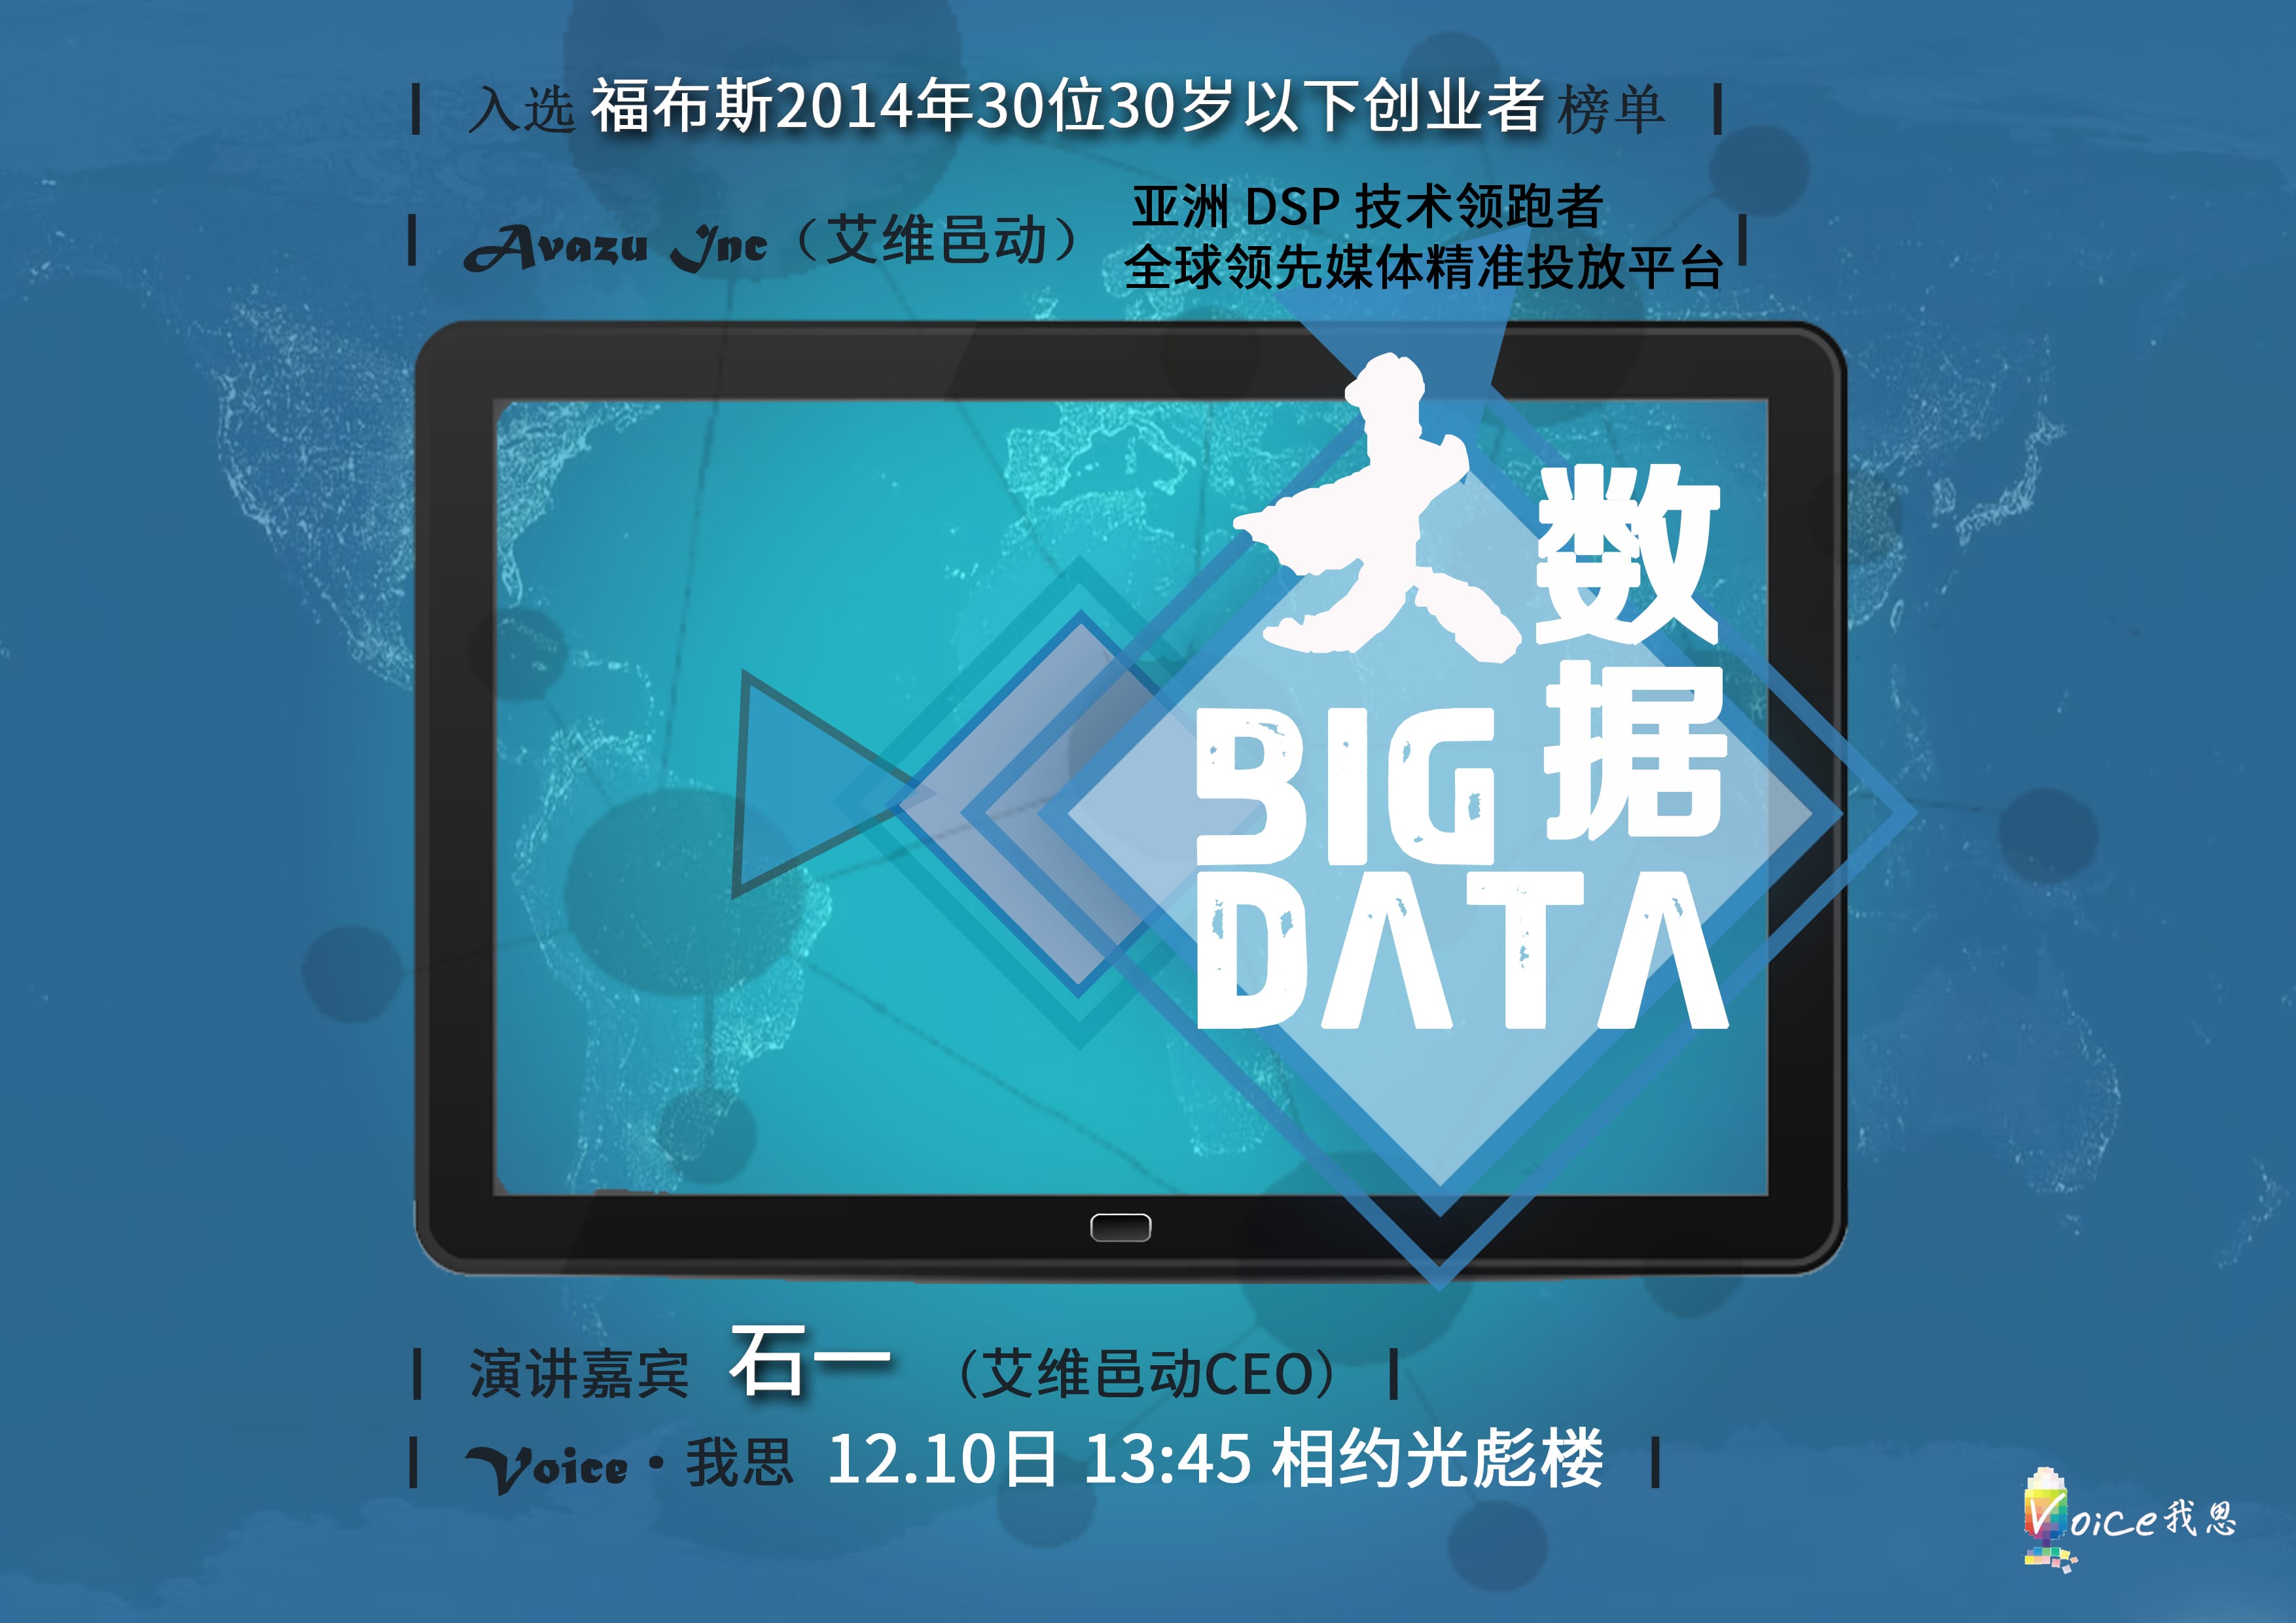 | 入选 福布斯2014年30位30岁以下创业者 榜单 |
| Avazu Inc（艾维邑动） 亚洲 DSP 技术领跑者
全球领先媒体精准投放平台 |
大数据
BIG
DATA
| 演讲嘉宾 石一 （艾维邑动CEO） |
| Voice·我思 12.10日 13:45 相约光彪楼 |
Voice我思